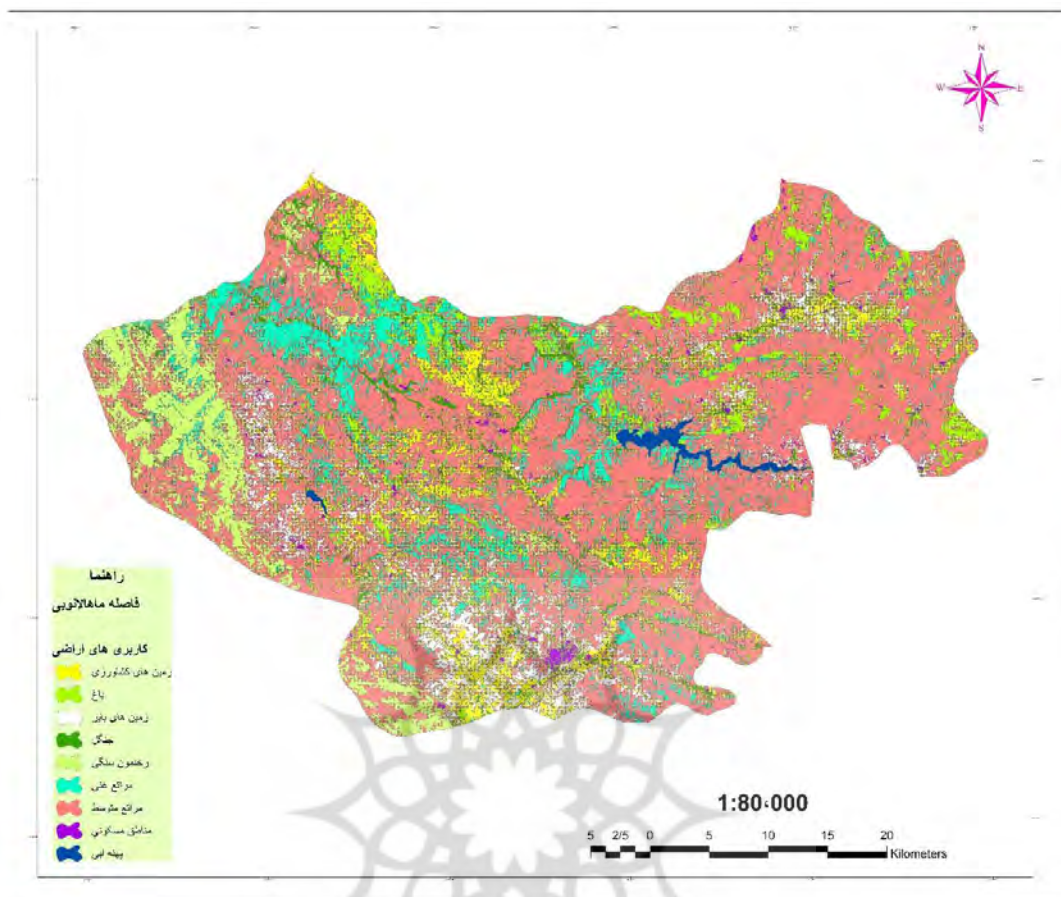 N
W E
S
راهنما
فاصله ماهالانوبی
کاربری های اراضی
زمین های کشاورزی
باغ
زمین های بایر
جنگل
رخنمون سنگی
مراتع غنی
مراتع متوسط
مناطق مسکونی
پهنه ابی
1:80،000
5 2/5 0 5 10 15 20
Kilometers